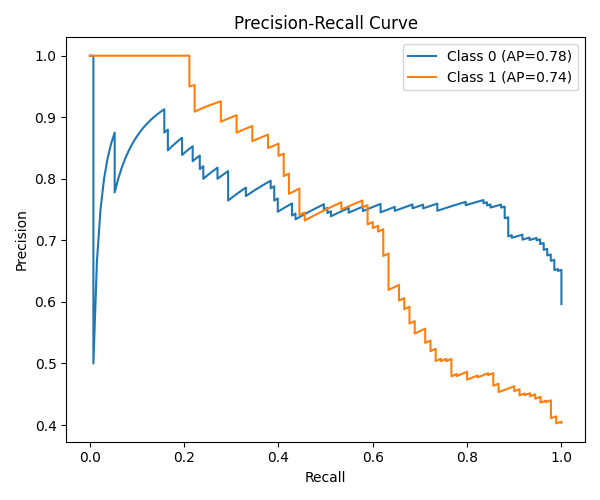 Precision-Recall Curve
Class 0 (AP=0.78)
Class 1 (AP=0.74)
Precision
1.0
0.9
0.8
0.7
0.6
0.5
0.4
0.0 0.2 0.4 0.6 0.8 1.0
Recall